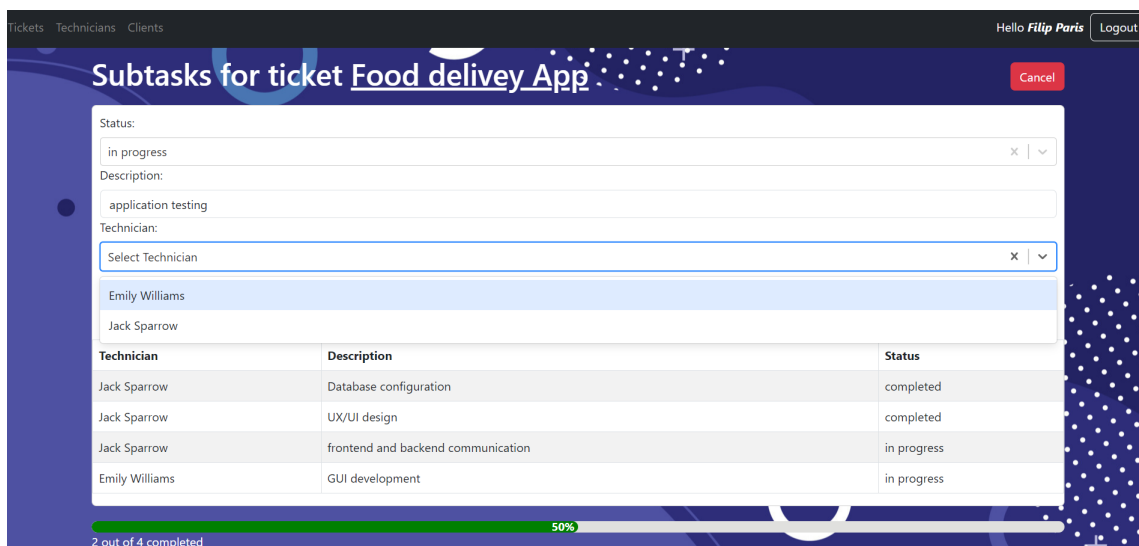 Tickets Technicians Clients Hello Filip Paris Logout
Subtasks for ticket Food delivey App Cancel
Status:
in progress
Description:
application testing
Technician:
Select Technician
Emily Williams
Jack Sparrow
Technician Description Status
Jack Sparrow Database configuration completed
Jack Sparrow UX/UI design completed
Jack Sparrow frontend and backend communication in progress
Emily Williams GUI development in progress
50%
2 out of 4 completed